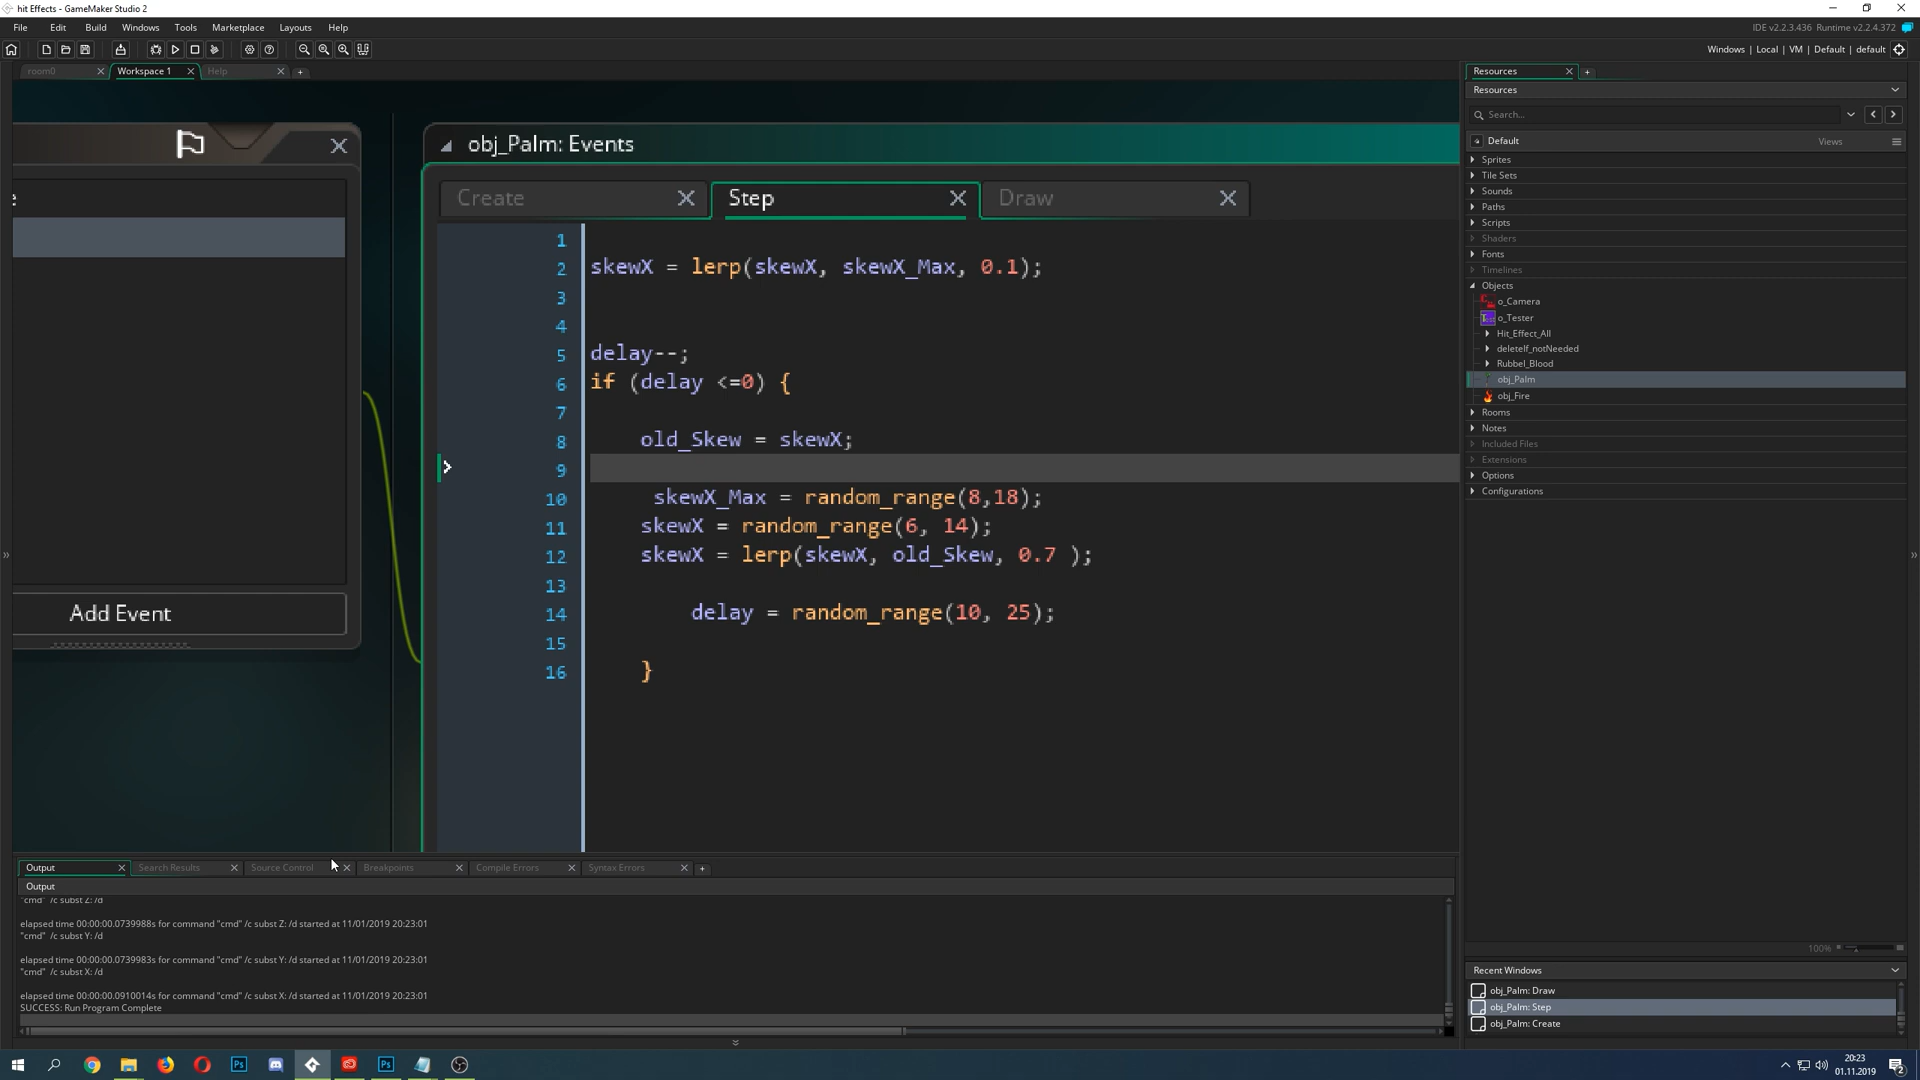 hit Effects - GameMaker Studio 2
File Edit Build Windows Tools Marketplace Layouts Help
IDE v2.2.3.436 Runtime v2.2.4.372
Windows | Local | VM | Default | default
room0
Workspace 1
Help
obj_Palm: Events
Create
Step
Draw
1
2 skewX = lerp(skewX, skewX_Max, 0.1);
3
4
5 delay--;
6 if (delay <=0) {
7
8 old_Skew = skewX;
9
10 skewX_Max = random_range(8,18);
11 skewX = random_range(6, 14);
12 skewX = lerp(skewX, old_Skew, 0.7 );
13
14 delay = random_range(10, 25);
15
16 }
Add Event
Resources
Resources
Search...
Default
Views
Sprites
Tile Sets
Sounds
Paths
Scripts
Shaders
Fonts
Timelines
Objects
o_Camera
o_Tester
Hit_Effect_All
deleteIf_notNeeded
Rubbel_Blood
obj_Palm
obj_Fire
Rooms
Notes
Included Files
Extensions
Options
Configurations
100%
Recent Windows
obj_Palm: Draw
obj_Palm: Step
obj_Palm: Create
Output
Search Results
Source Control
Breakpoints
Compile Errors
Syntax Errors
Output
"cmd" /c subst Z: /d
elapsed time 00:00:00.0739988s for command "cmd" /c subst Z: /d started at 11/01/2019 20:23:01
"cmd" /c subst Y: /d
elapsed time 00:00:00.0739983s for command "cmd" /c subst Y: /d started at 11/01/2019 20:23:01
"cmd" /c subst X: /d
elapsed time 00:00:00.0910014s for command "cmd" /c subst X: /d started at 11/01/2019 20:23:01
SUCCESS: Run Program Complete
20:23
01.11.2019